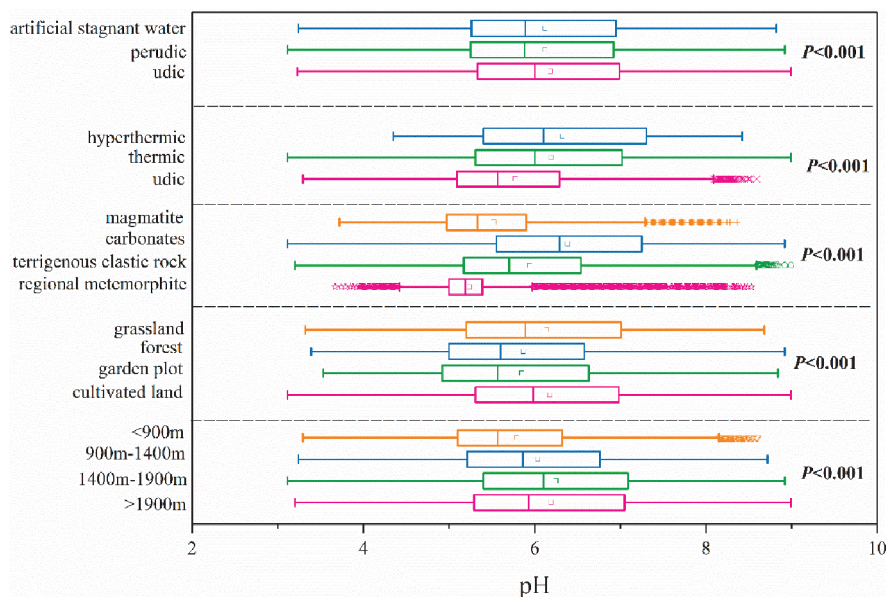 artificial stagnant water
perudic
P<0.001
udic
hyperthermic
thermic
P<0.001
udic
magmatite
carbonates
P<0.001
terrigenous clastic rock
regional metemorphite
grassland
forest
P<0.001
garden plot
cultivated land
<900m
900m-1400m
P<0.001
1400m-1900m
>1900m
2 4 6 8 10
pH